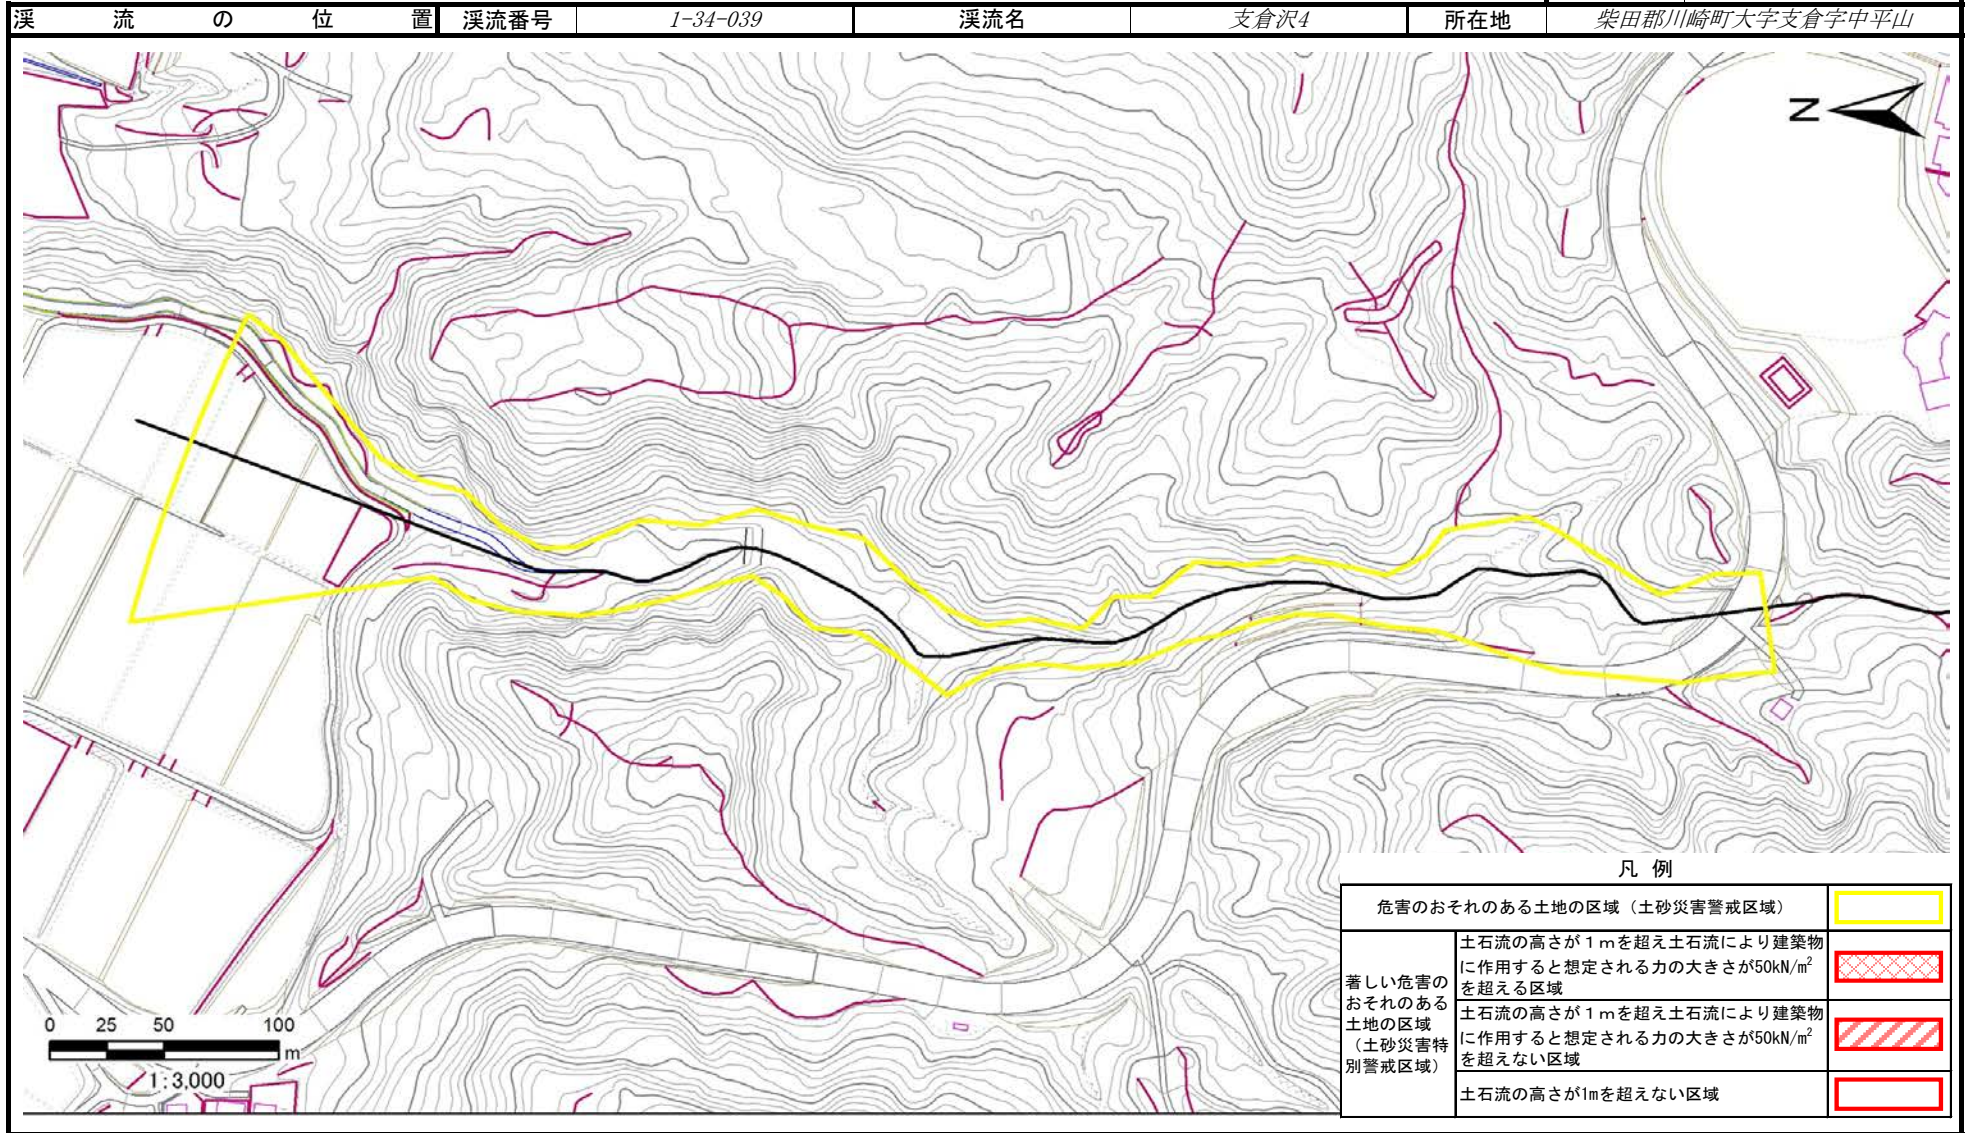 渓流の位置 渓流番号 1-34-039 渓流名 支倉沢4 所在地 柴田郡川崎町大字支倉字中平山
N
凡 例
危害のおそれのある土地の区域（土砂災害警戒区域）
著しい危害の
おそれのある
土地の区域
（土砂災害特
別警戒区域）
土石流の高さが１ｍを超え土石流により建築物
に作用すると想定される力の大きさが50kN/m²
を超える区域
土石流の高さが１ｍを超え土石流により建築物
に作用すると想定される力の大きさが50kN/m²
を超えない区域
土石流の高さが1mを超えない区域
0 25 50 100
m
1:3,000